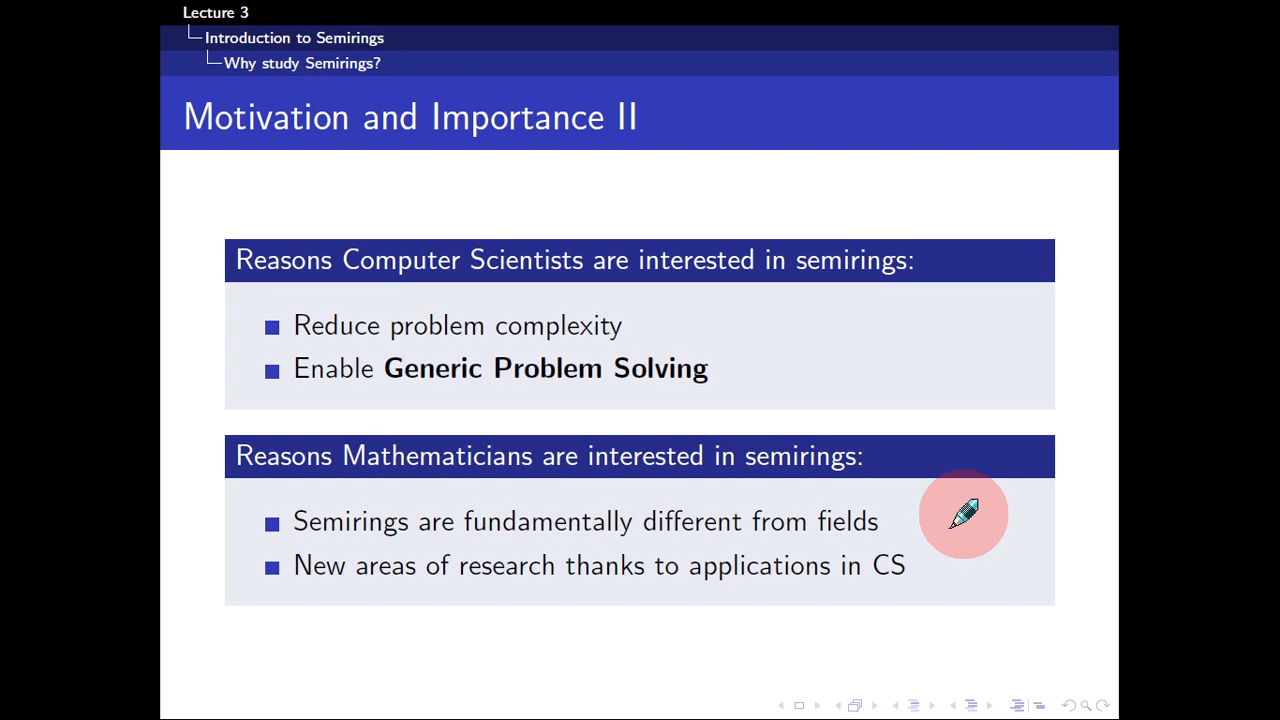 Lecture 3
Introduction to Semirings
Why study Semirings?
Motivation and Importance II
Reasons Computer Scientists are interested in semirings:
Reduce problem complexity
Enable Generic Problem Solving
Reasons Mathematicians are interested in semirings:
Semirings are fundamentally different from fields
New areas of research thanks to applications in CS